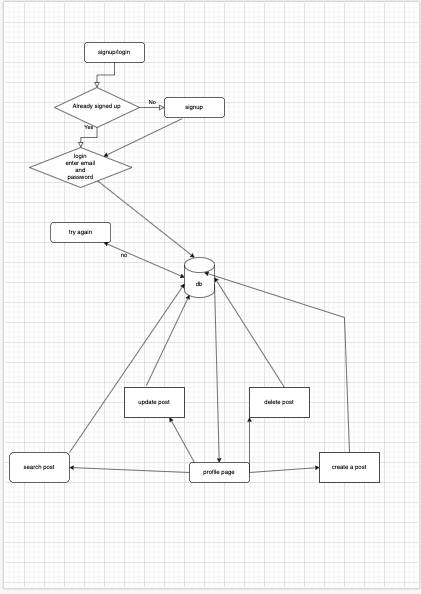 signup/login
Already signed up
No
signup
Yes
login
enter email
and
password
try again
no
db
update post
delete post
search post
profile page
create a post